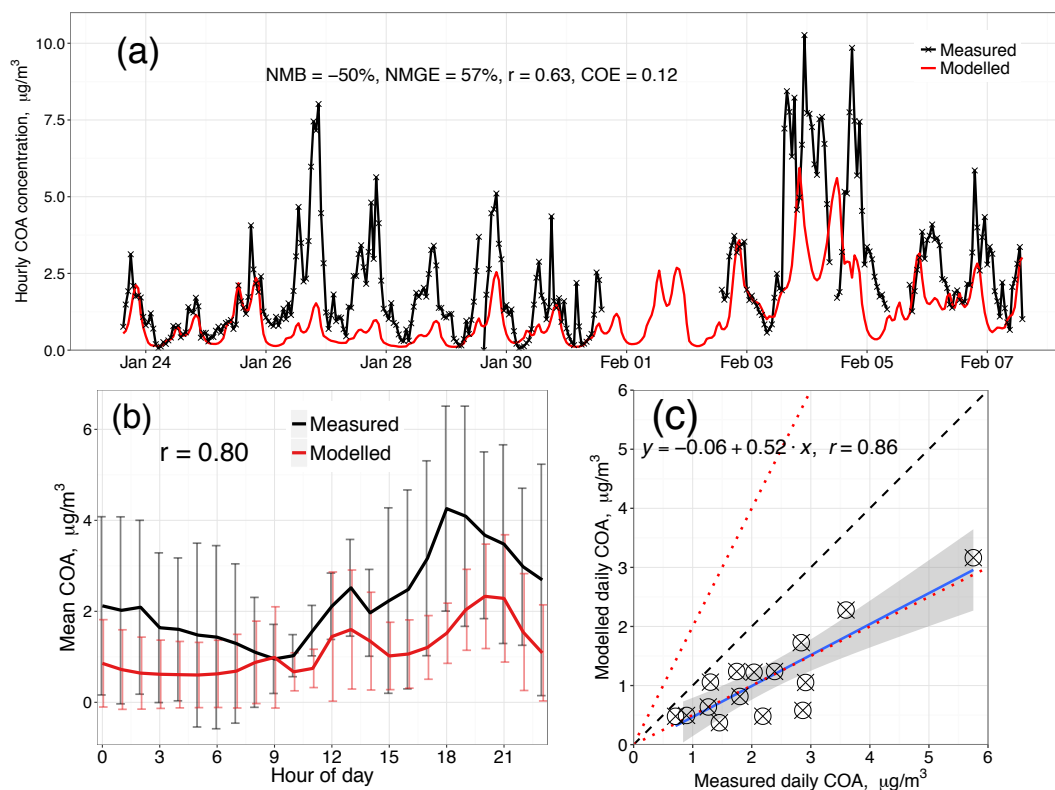 (a)
NMB = −50%, NMGE = 57%, r = 0.63, COE = 0.12
Measured
Modelled
Hourly COA concentration, μg/m³
10.0
7.5
5.0
2.5
0.0
Jan 24
Jan 26
Jan 28
Jan 30
Feb 01
Feb 03
Feb 05
Feb 07
(b)
r = 0.80
Measured
Modelled
Mean COA, μg/m³
6
4
2
0
0
3
6
9
12
15
18
21
Hour of day
(c)
y = −0.06 + 0.52 · x, r = 0.86
Modelled daily COA, μg/m³
6
5
4
3
2
1
0
0
1
2
3
4
5
6
Measured daily COA, μg/m³